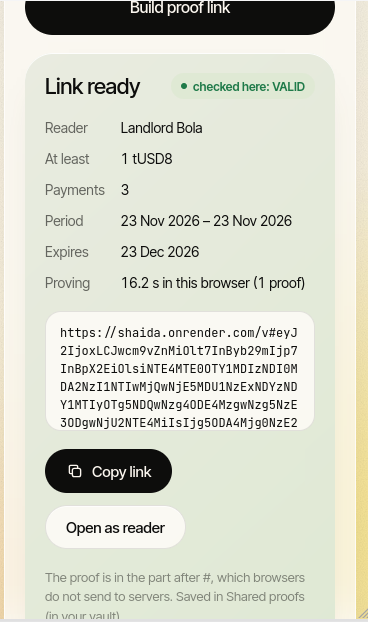 Build proof link
Link ready
checked here: VALID
Reader Landlord Bola
At least 1 tUSD8
Payments 3
Period 23 Nov 2026 – 23 Nov 2026
Expires 23 Dec 2026
Proving 16.2 s in this browser (1 proof)
https://shaida.onrender.com/v#eyJ
2IjoxLCJwcm9vZnMiOlt7InByb29mIjp7
InBpX2EiOlsiNTE4MTE0OTY1MDIzNDI0M
DA2NzI1NTIwMjQwNjE5MDU1NzExNDYzND
Y1MTIyOTg5NDQwNzg4ODE4MzgwNzg5NzE
3ODgwNjU2NTE4MiIsIjg5ODA4Mjg0NzE2
Copy link
Open as reader
The proof is in the part after #, which browsers
do not send to servers. Saved in Shared proofs
(in your vault).